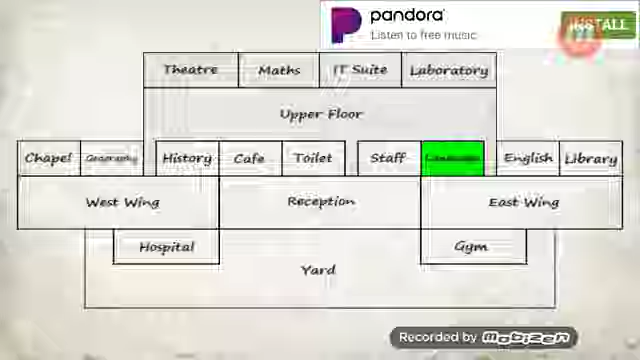 pandora
INSTALL
Listen to free music
Theatre Maths IT Suite Laboratory
Upper Floor
Chapel Geography History Cafe Toilet Staff English Library
West Wing Reception East Wing
Hospital Gym
Yard
Recorded by mobizen